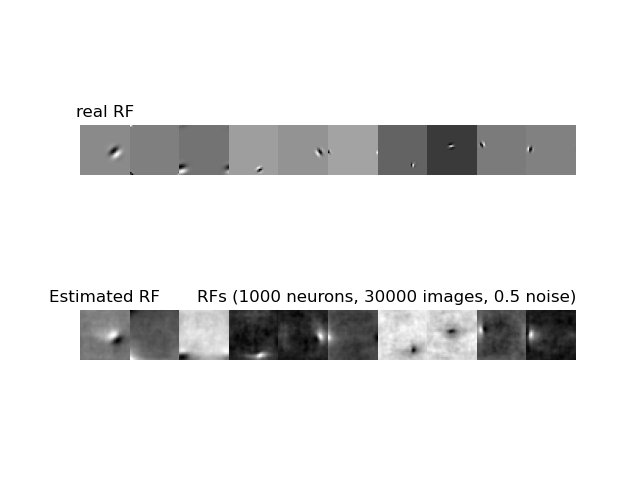 real RF
Estimated RF
RFs (1000 neurons, 30000 images, 0.5 noise)